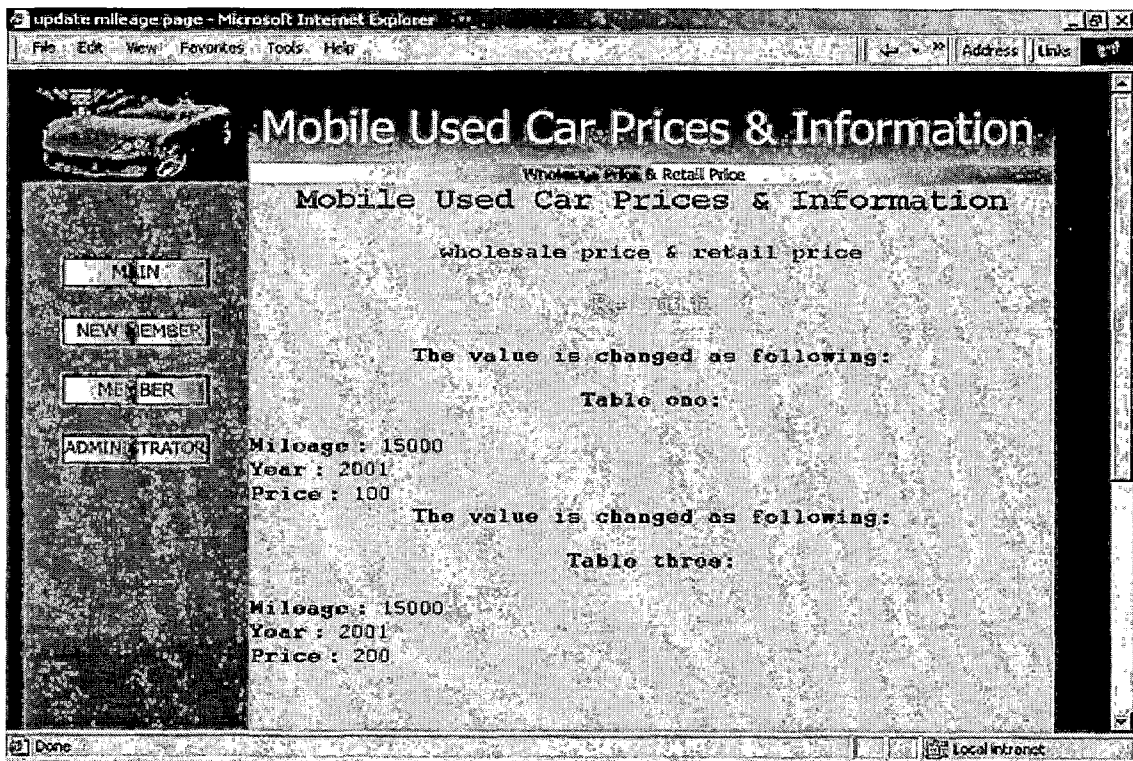 update mileage page - Microsoft Internet Explorer
File Edit View Favorites Tools Help Address Links
Mobile Used Car Prices & Information
Wholesale Price & Retail Price
Mobile Used Car Prices & Information
wholesale price & retail price
The value is changed as following:
Table one:
Mileage : 15000
Year : 2001
Price : 100
The value is changed as following:
Table three:
Mileage : 15000
Year : 2001
Price : 200
MAIN
NEW MEMBER
MEMBER
ADMINISTRATOR
Done Local intranet